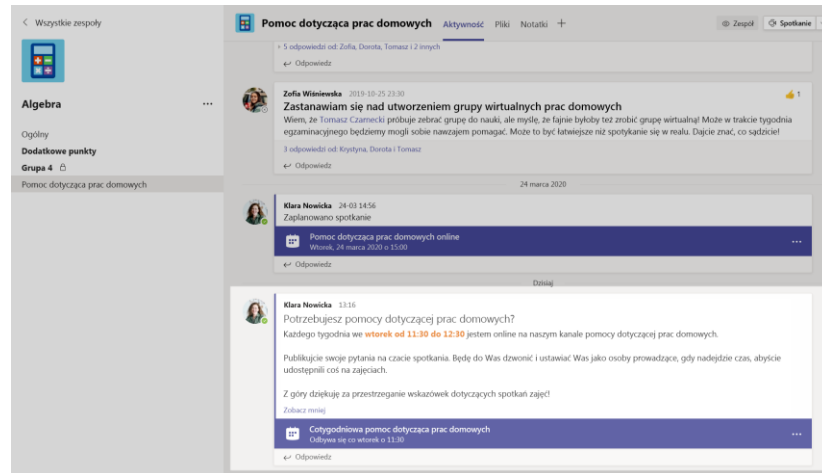 Wszystkie zespoły
Algebra
Ogólny
Dodatkowe punkty
Grupa 4
Pomoc dotycząca prac domowych
Pomoc dotycząca prac domowych Aktywność Pliki Notatki +
Zespół Spotkanie
5 odpowiedzi od: Zofia, Dorota, Tomasz i 2 innych
Odpowiedz
Zofia Wiśniewska 2019-10-25 23:30
1
Zastanawiam się nad utworzeniem grupy wirtualnych prac domowych
Wiem, że Tomasz Czarnecki próbuje zebrać grupę do nauki, ale myślę, że fajnie byłoby też zrobić grupę wirtualną! Może w trakcie tygodnia
egzaminacyjnego będziemy mogli sobie nawzajem pomagać. Może to być łatwiejsze niż spotykanie się w realu. Dajcie znać, co sądzicie!
3 odpowiedzi od: Krystyna, Dorota i Tomasz
Odpowiedz
24 marca 2020
Klara Nowicka 24-03 14:56
Zaplanowano spotkanie
Pomoc dotycząca prac domowych online
Wtorek, 24 marca 2020 o 15:00
Odpowiedz
Dzisiaj
Klara Nowicka 13:16
Potrzebujesz pomocy dotyczącej prac domowych?
Każdego tygodnia we wtorek od 11:30 do 12:30 jestem online na naszym kanale pomocy dotyczącej prac domowych.
Publikujcie swoje pytania na czacie spotkania. Będę do Was dzwonić i ustawiać Was jako osoby prowadzące, gdy nadejdzie czas, abyście
udostępnili coś na zajęciach.
Z góry dziękuję za przestrzeganie wskazówek dotyczących spotkań zajęć!
Zobacz mniej
Cotygodniowa pomoc dotycząca prac domowych
Odbywa się co wtorek o 11:30
Odpowiedz